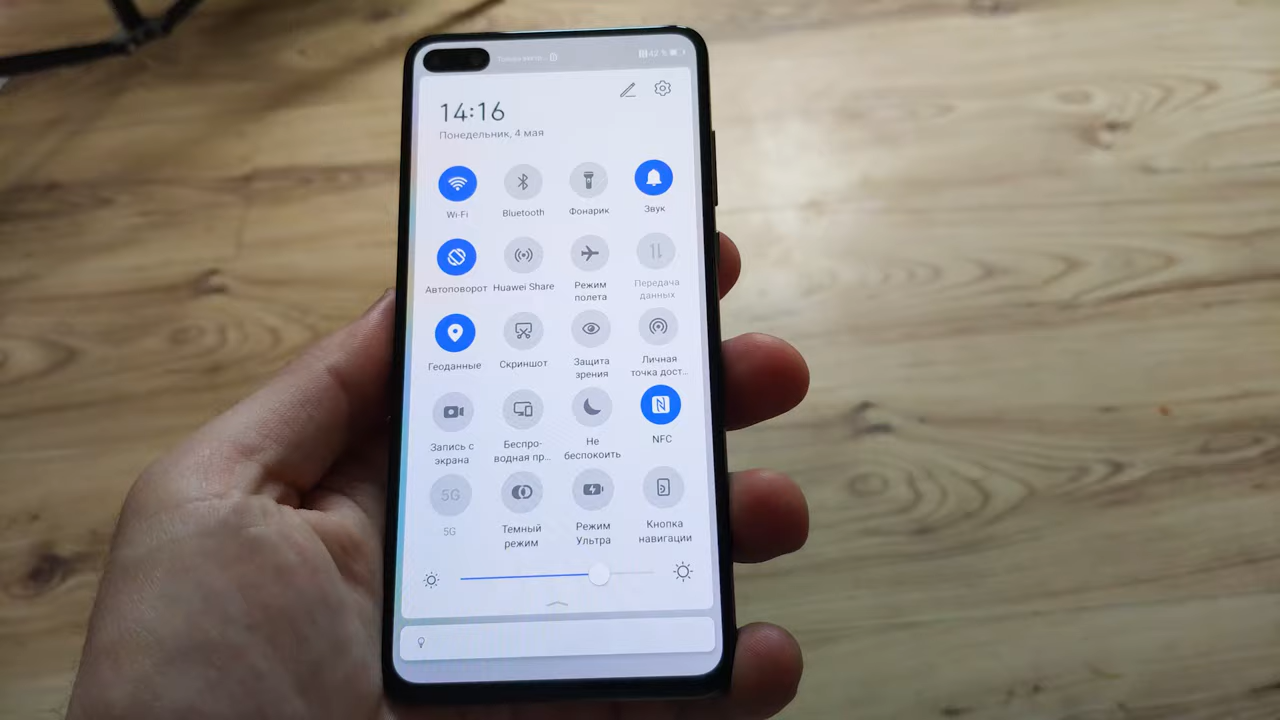 42 %
14:16
Понедельник, 4 мая
Wi-Fi
Bluetooth
Фонарик
Звук
Автоповорот
Huawei Share
Режим
полета
Передача
данных
Геоданные
Скриншот
Защита
зрения
Личная
точка дост...
Запись с
экрана
Беспро-
водная пр...
Не
беспокоить
NFC
5G
5G
Темный
режим
Режим
Ультра
Кнопка
навигации